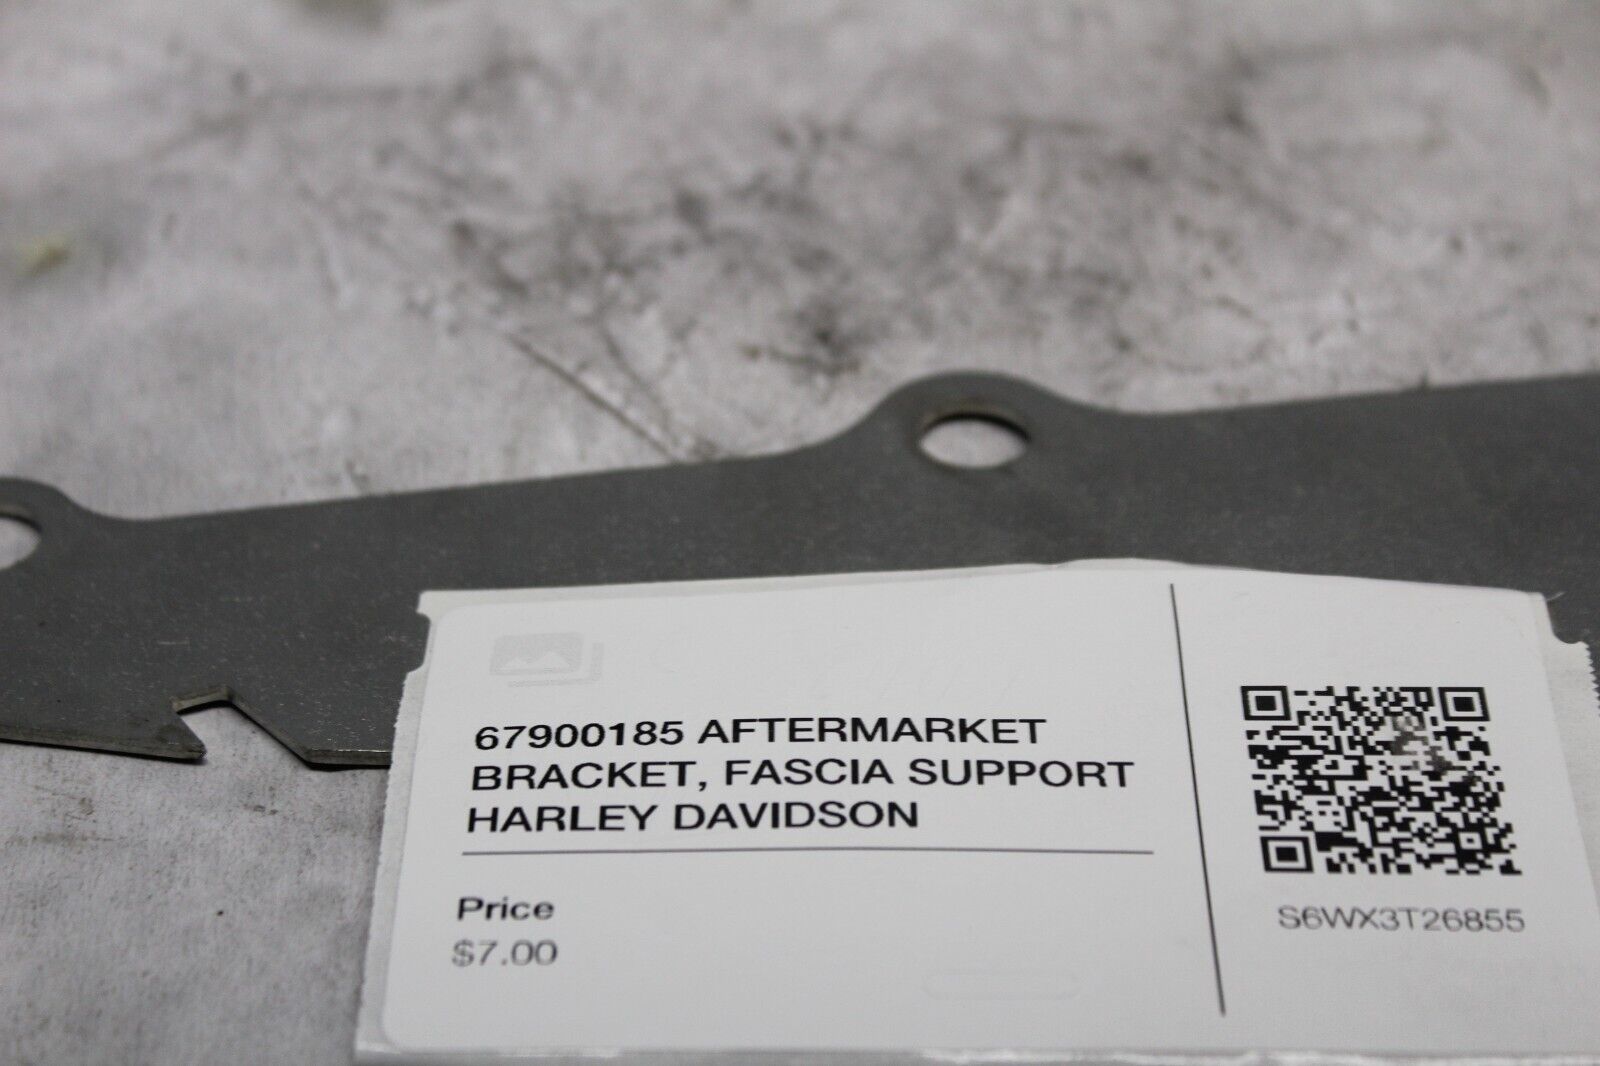 67900185 AFTERMARKET
BRACKET, FASCIA SUPPORT
HARLEY DAVIDSON
Price
$7.00
S6WX3T26855